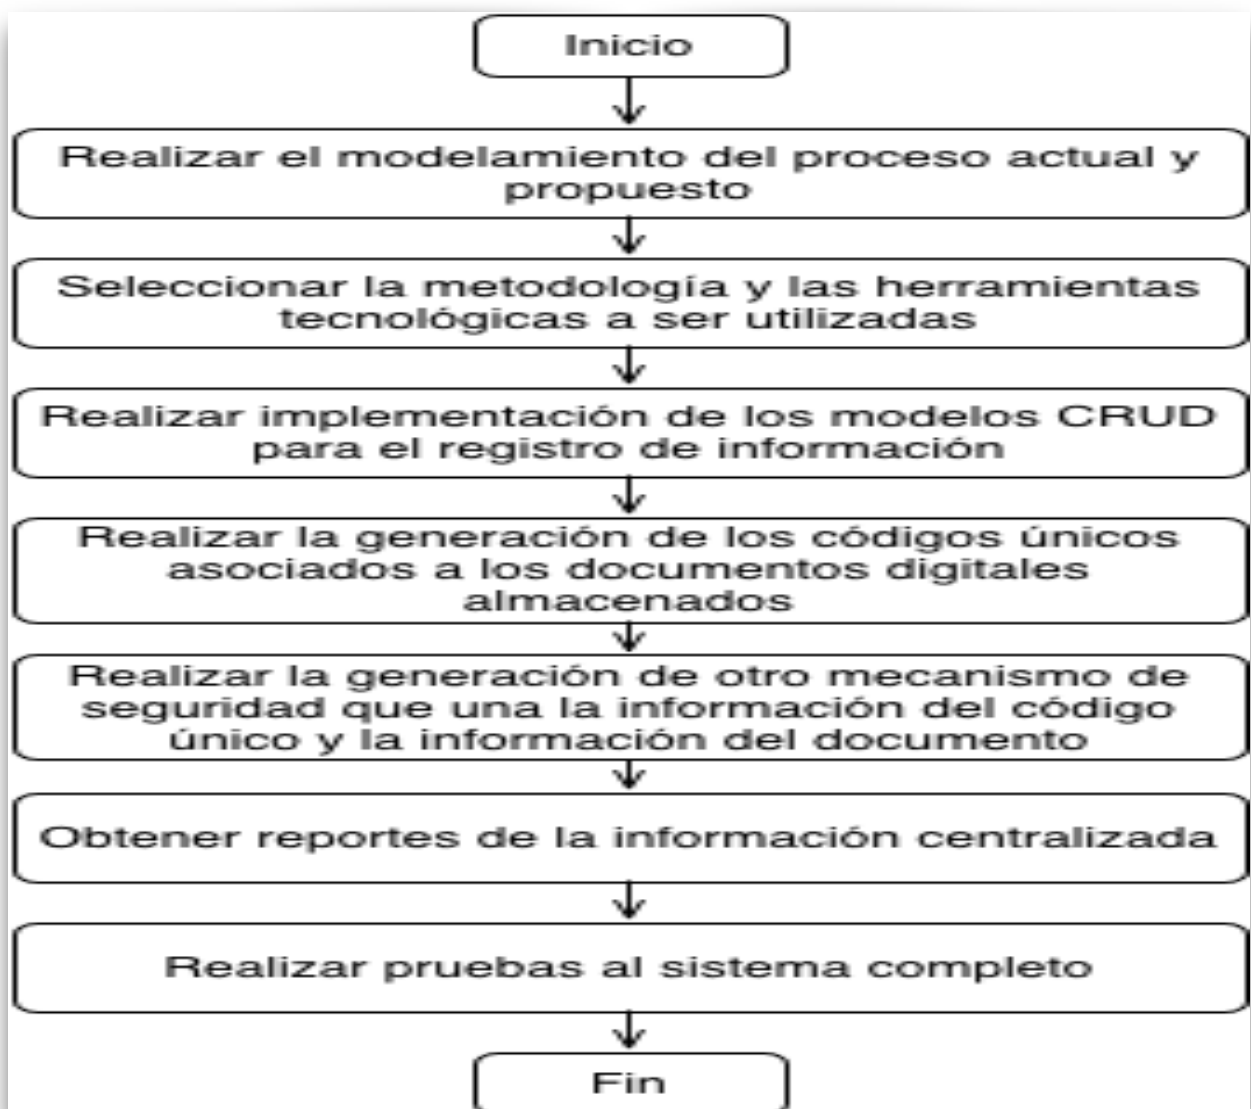 Inicio
Realizar el modelamiento del proceso actual y
propuesto
Seleccionar la metodología y las herramientas
tecnológicas a ser utilizadas
Realizar implementación de los modelos CRUD
para el registro de información
Realizar la generación de los códigos únicos
asociados a los documentos digitales
almacenados
Realizar la generación de otro mecanismo de
seguridad que una la información del código
único y la información del documento
Obtener reportes de la información centralizada
Realizar pruebas al sistema completo
Fin